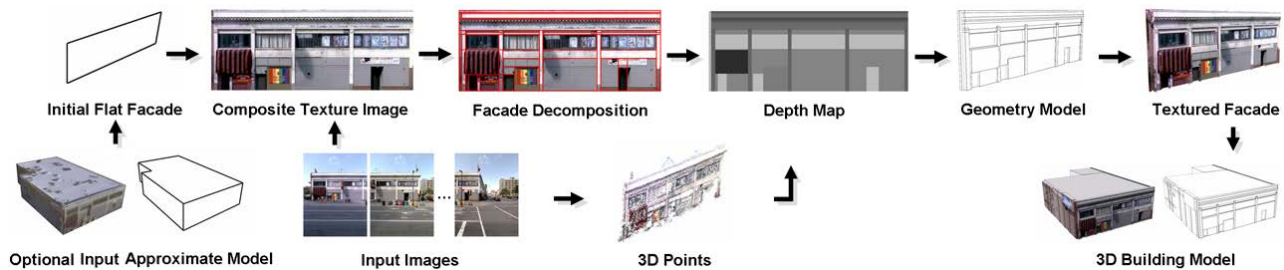 Initial Flat Facade
Composite Texture Image
Facade Decomposition
Depth Map
Geometry Model
Textured Facade
...
Optional Input Approximate Model
Input Images
3D Points
3D Building Model